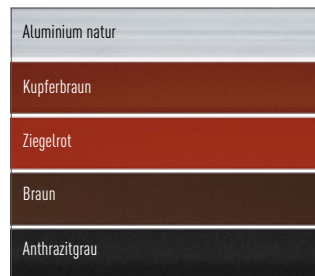 Aluminium natur
Kupferbraun
Ziegelrot
Braun
Anthrazitgrau